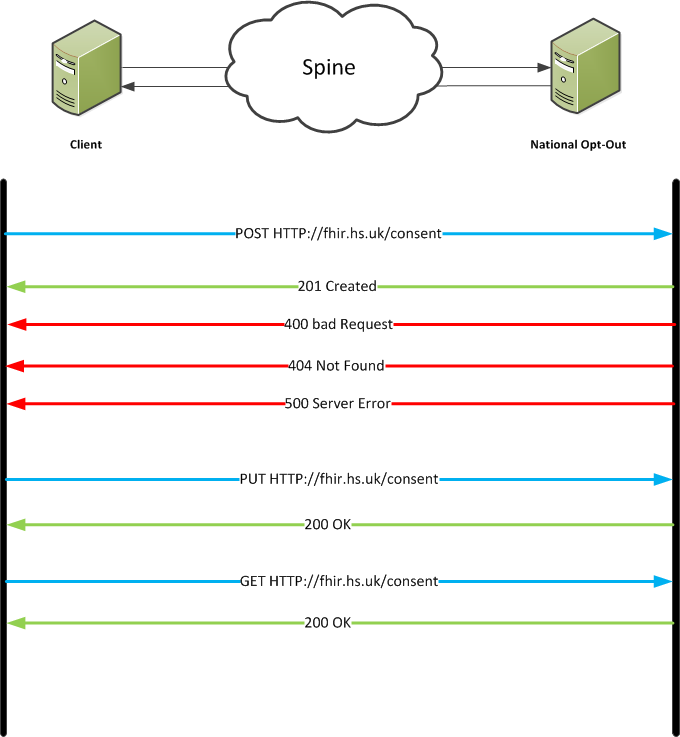 Spine
Client
National Opt-Out
POST HTTP://fhir.hs.uk/consent
201 Created
400 bad Request
404 Not Found
500 Server Error
PUT HTTP://fhir.hs.uk/consent
200 OK
GET HTTP://fhir.hs.uk/consent
200 OK